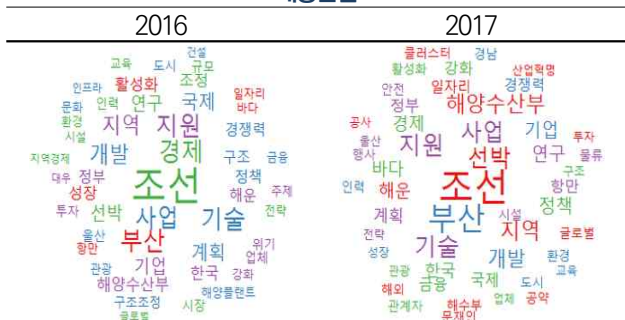 2016 2017
건설
교육 도시 규모
인프라 활성화 조정
문화 인력 연구 국제 일자리
바다
환경 지역 지원 경쟁력
시설
지역경제 개발 경제 구조 금융
대우 정부 조선 정책
성장 해운 주제
투자 선박 사업 기술 전략
울산
항만 부산 계획 위기
업체
관광 기업 한국 강화
해양수산부 해양플랜트
구조조정 시장
글로벌
클러스터 경남
활성화 강화 산업혁명
안전 일자리 경쟁력
정부 해양수산부
공사 경제 사업 기업 투자
울산 지원
행사 선박 연구 물류
바다 구조
인력 해운 조선 항만
정책
계획 부산 시설
전략 지역 글로벌
성장 기술 개발 환경
관광 한국 교육
해외 금융 국제 도시
관계자 해수부 업체 공약
문재인